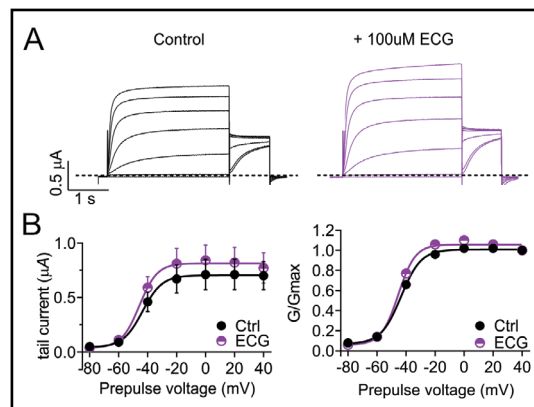 A
Control
+ 100uM ECG
0.5 µA
1 s
B
tail current (µA)
1.0
0.5
0.0
-80 -60 -40 -20 0 20 40
Prepulse voltage (mV)
Ctrl
ECG
G/Gmax
1.2
1.0
0.8
0.6
0.4
0.2
0.0
-80 -60 -40 -20 0 20 40
Prepulse voltage (mV)
Ctrl
ECG